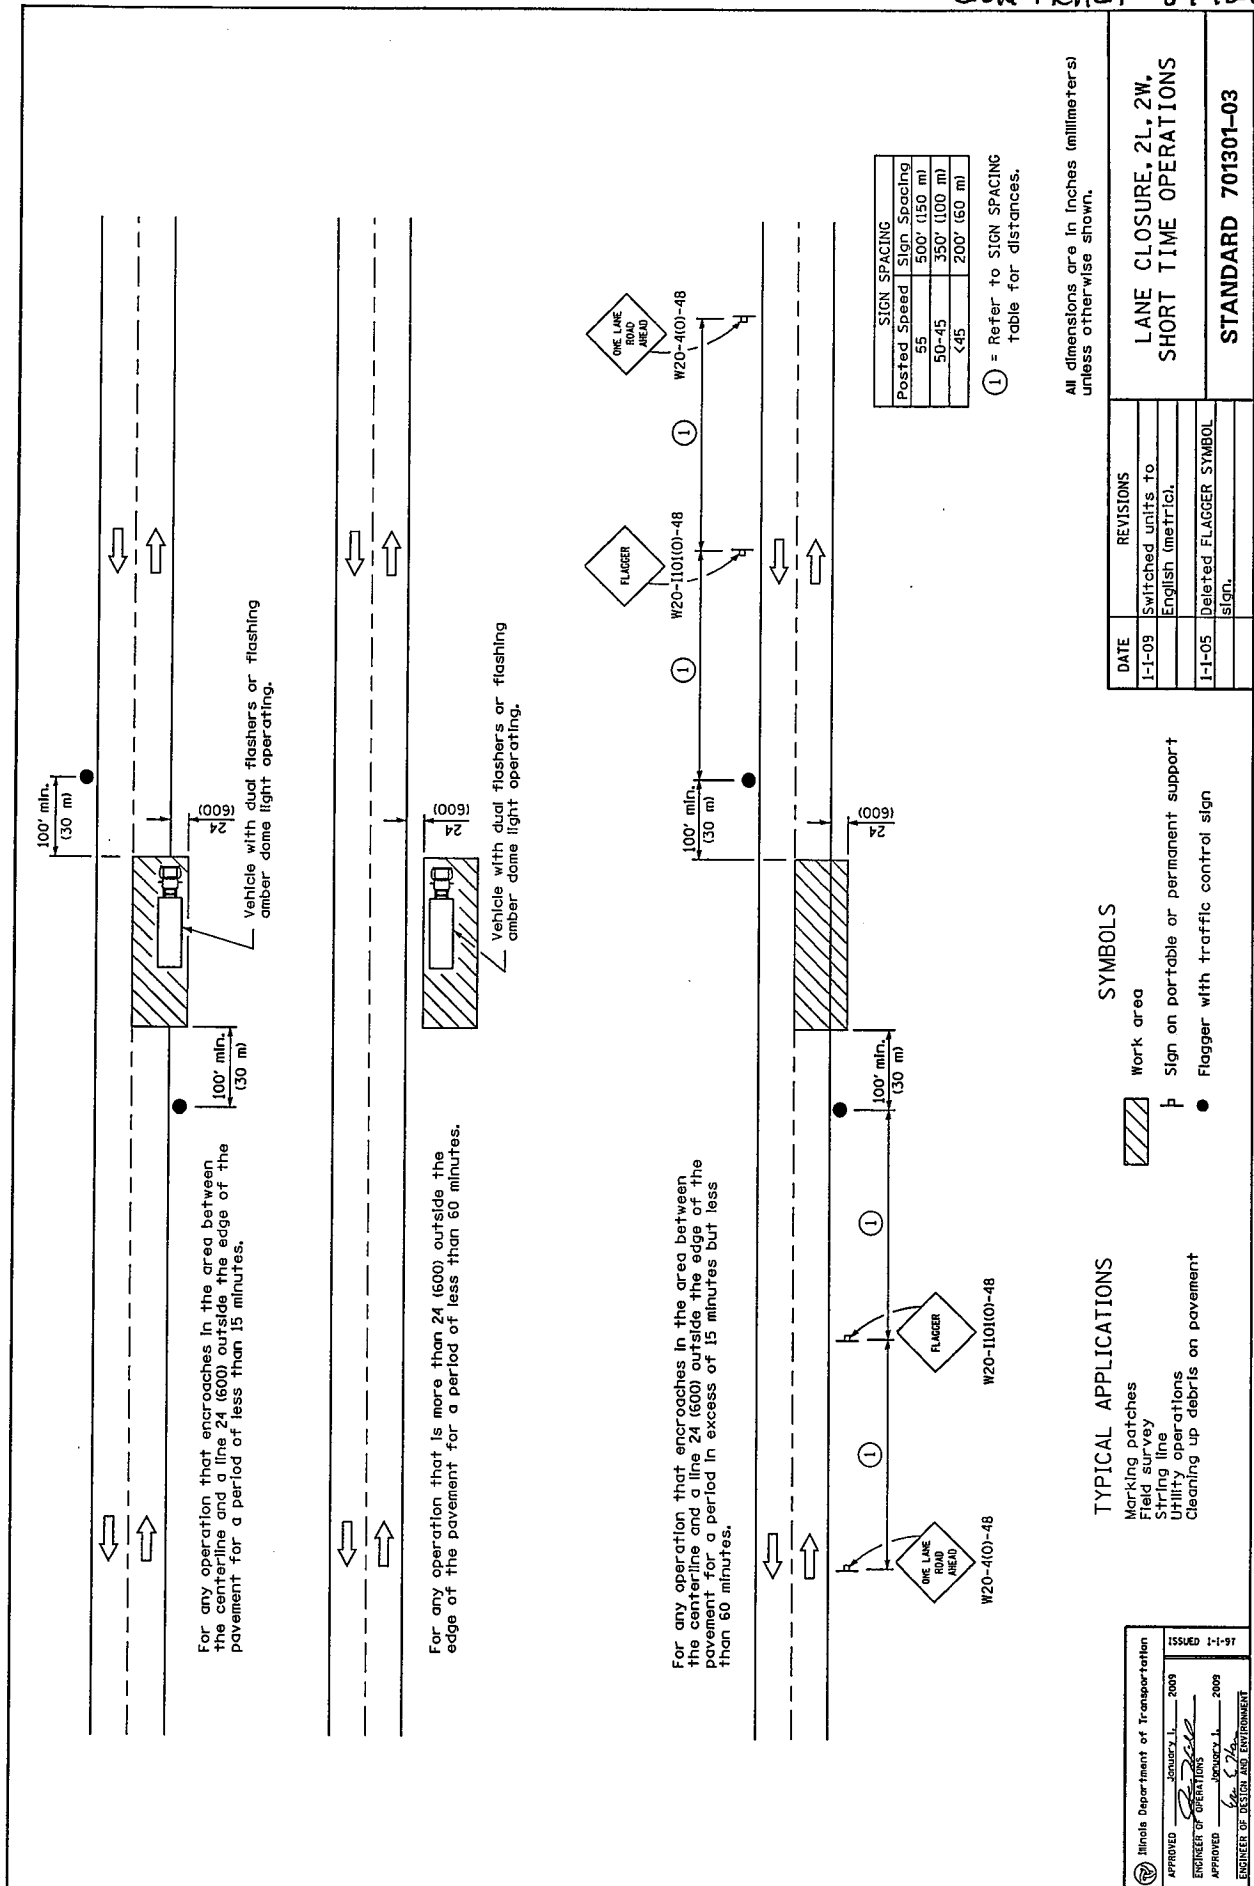 100' min.
(30 m)
24
(600)
Vehicle with dual flashers or flashing
amber dome light operating.
100' min.
(30 m)
For any operation that encroaches in the area between
the centerline and a line 24 (600) outside the edge of the
pavement for a period of less than 15 minutes.
24
(600)
Vehicle with dual flashers or flashing
amber dome light operating.
For any operation that is more than 24 (600) outside the
edge of the pavement for a period of less than 60 minutes.
ONE LANE
ROAD
AHEAD
W20-4(O)-48
FLAGGER
W20-I101(O)-48
1
1
100' min.
(30 m)
24
(600)
For any operation that encroaches in the area between
the centerline and a line 24 (600) outside the edge of the
pavement for a period in excess of 15 minutes but less
than 60 minutes.
100' min.
(30 m)
1
1
FLAGGER
W20-I101(O)-48
ONE LANE
ROAD
AHEAD
W20-4(O)-48
SIGN SPACING
Posted Speed Sign Spacing
55 500' (150 m)
50-45 350' (100 m)
<45 200' (60 m)
1 = Refer to SIGN SPACING
table for distances.
TYPICAL APPLICATIONS
Marking patches
Field survey
String line
Utility operations
Cleaning up debris on pavement
SYMBOLS
Work area
Sign on portable or permanent support
Flagger with traffic control sign
All dimensions are in inches (millimeters)
unless otherwise shown.
Illinois Department of Transportation
APPROVED January 1, 2009
ENGINEER OF OPERATIONS
APPROVED January 1, 2009
ENGINEER OF DESIGN AND ENVIRONMENT
ISSUED 1-1-97
DATE REVISIONS
1-1-09 Switched units to
English (metric).
1-1-05 Deleted FLAGGER SYMBOL
sign.
LANE CLOSURE, 2L, 2W,
SHORT TIME OPERATIONS
STANDARD 701301-03